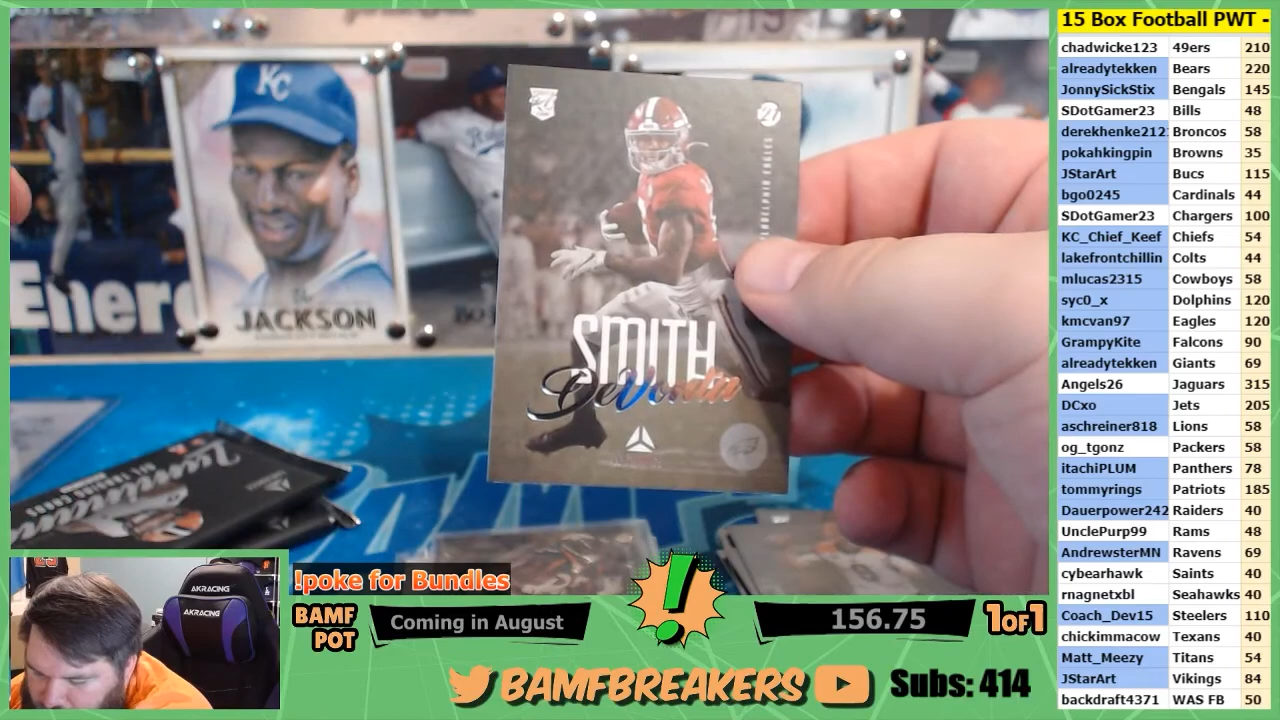 15 Box Football PWT -
chadwicke123 49ers 210
alreadytekken Bears 220
JonnySickStix Bengals 145
SDotGamer23 Bills 48
derekhenke212 Broncos 58
pokahkingpin Browns 35
JStarArt Bucs 115
bgo0245 Cardinals 44
SDotGamer23 Chargers 100
KC_Chief_Keef Chiefs 54
lakefrontchillin Colts 44
mlucas2315 Cowboys 58
syc0_x Dolphins 120
kmcvan97 Eagles 120
GrampyKite Falcons 90
alreadytekken Giants 69
Angels26 Jaguars 315
DCxo Jets 205
aschreiner818 Lions 58
og_tgonz Packers 58
itachiPLUM Panthers 78
tommyrings Patriots 185
Dauerpower242 Raiders 40
UnclePurp99 Rams 48
AndrewsterMN Ravens 69
cybearhawk Saints 40
rnagnetxbl Seahawks 40
Coach_Dev15 Steelers 110
chickimmacow Texans 40
Matt_Meezy Titans 54
JStarArt Vikings 84
backdraft4371 WAS FB 50
KC
JACKSON
Ener
EAGLES
SMITH
DeVonta
Luminance
AKRACING
AKRACING
!poke for Bundles
BAMF
POT
Coming in August
!
156.75
1OF1
BAMFBREAKERS
Subs: 414